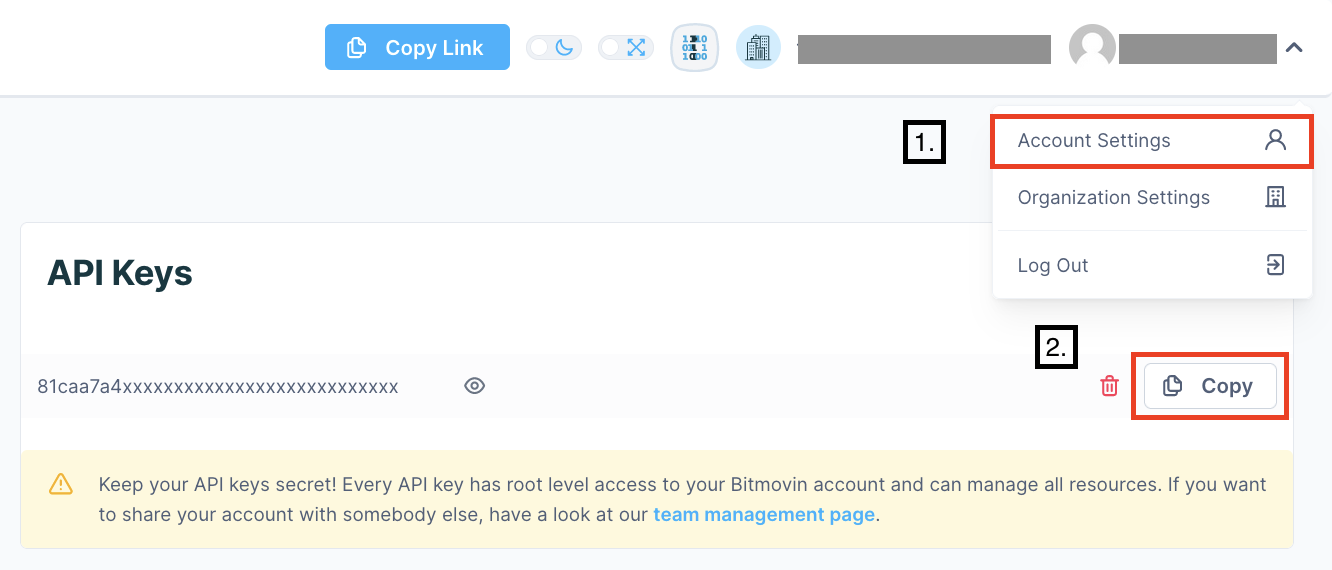 Copy Link
1.
Account Settings
Organization Settings
Log Out
API Keys
2.
81caa7a4xxxxxxxxxxxxxxxxxxxxxxxxxxx
Copy
Keep your API keys secret! Every API key has root level access to your Bitmovin account and can manage all resources. If you want
to share your account with somebody else, have a look at our team management page.